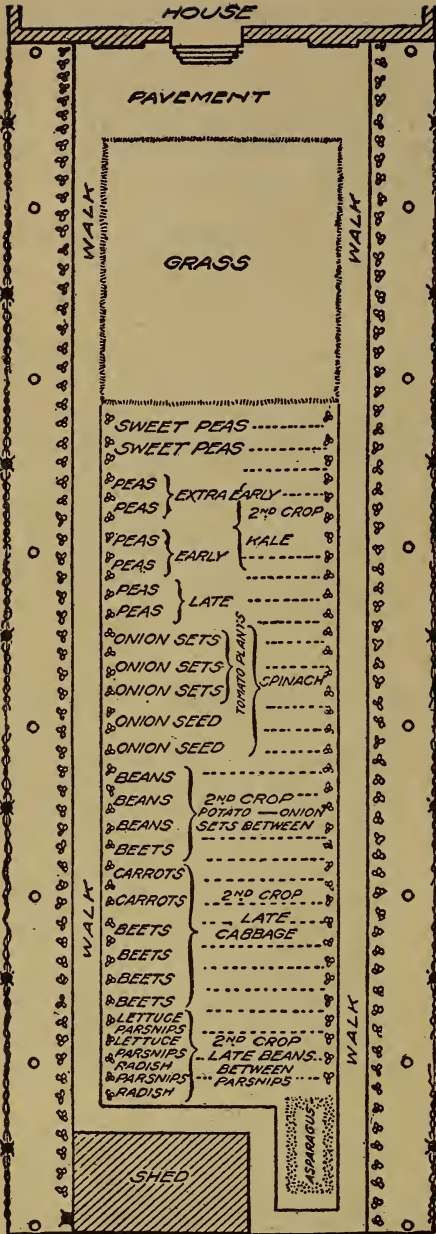 HOUSE
PAVEMENT
WALK
WALK
GRASS
SWEET PEAS
SWEET PEAS
PEAS
EXTRA EARLY
PEAS
2ND CROP
KALE
PEAS
EARLY
PEAS
PEAS
LATE
PEAS
ONION SETS
ONION SETS
ONION SETS
TOMATO PLANTS
SPINACH
ONION SEED
ONION SEED
BEANS
BEANS
2ND CROP
POTATO — ONION
BEANS
SETS BETWEEN
BEETS
CARROTS
CARROTS
2ND CROP
LATE
BEETS
CABBAGE
BEETS
BEETS
BEETS
WALK
WALK
LETTUCE
PARSNIPS
LETTUCE
2ND CROP
PARSNIPS
LATE BEANS
RADISH
BETWEEN
PARSNIPS
PARSNIPS
RADISH
ASPARAGUS
SHED